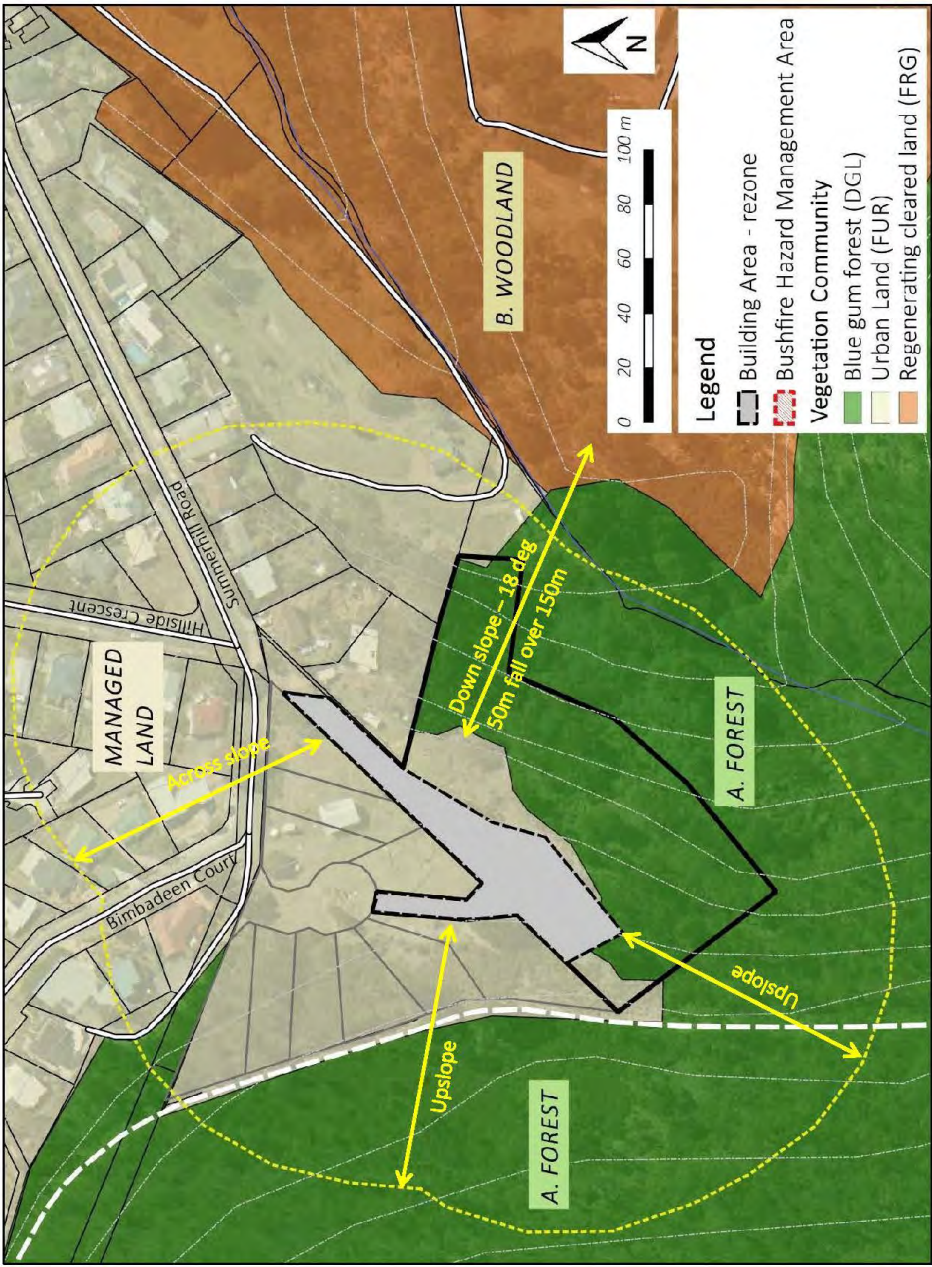 MANAGED
LAND
Hillside Crescent
Summerhill Road
Bimbadeen Court
Across slope
Down slope – 18 deg
50m fall over 150m
Upslope
Upslope
A. FOREST
A. FOREST
B. WOODLAND
N
0 20 40 60 80 100 m
Legend
Building Area - rezone
Bushfire Hazard Management Area
Vegetation Community
Blue gum forest (DGL)
Urban Land (FUR)
Regenerating cleared land (FRG)